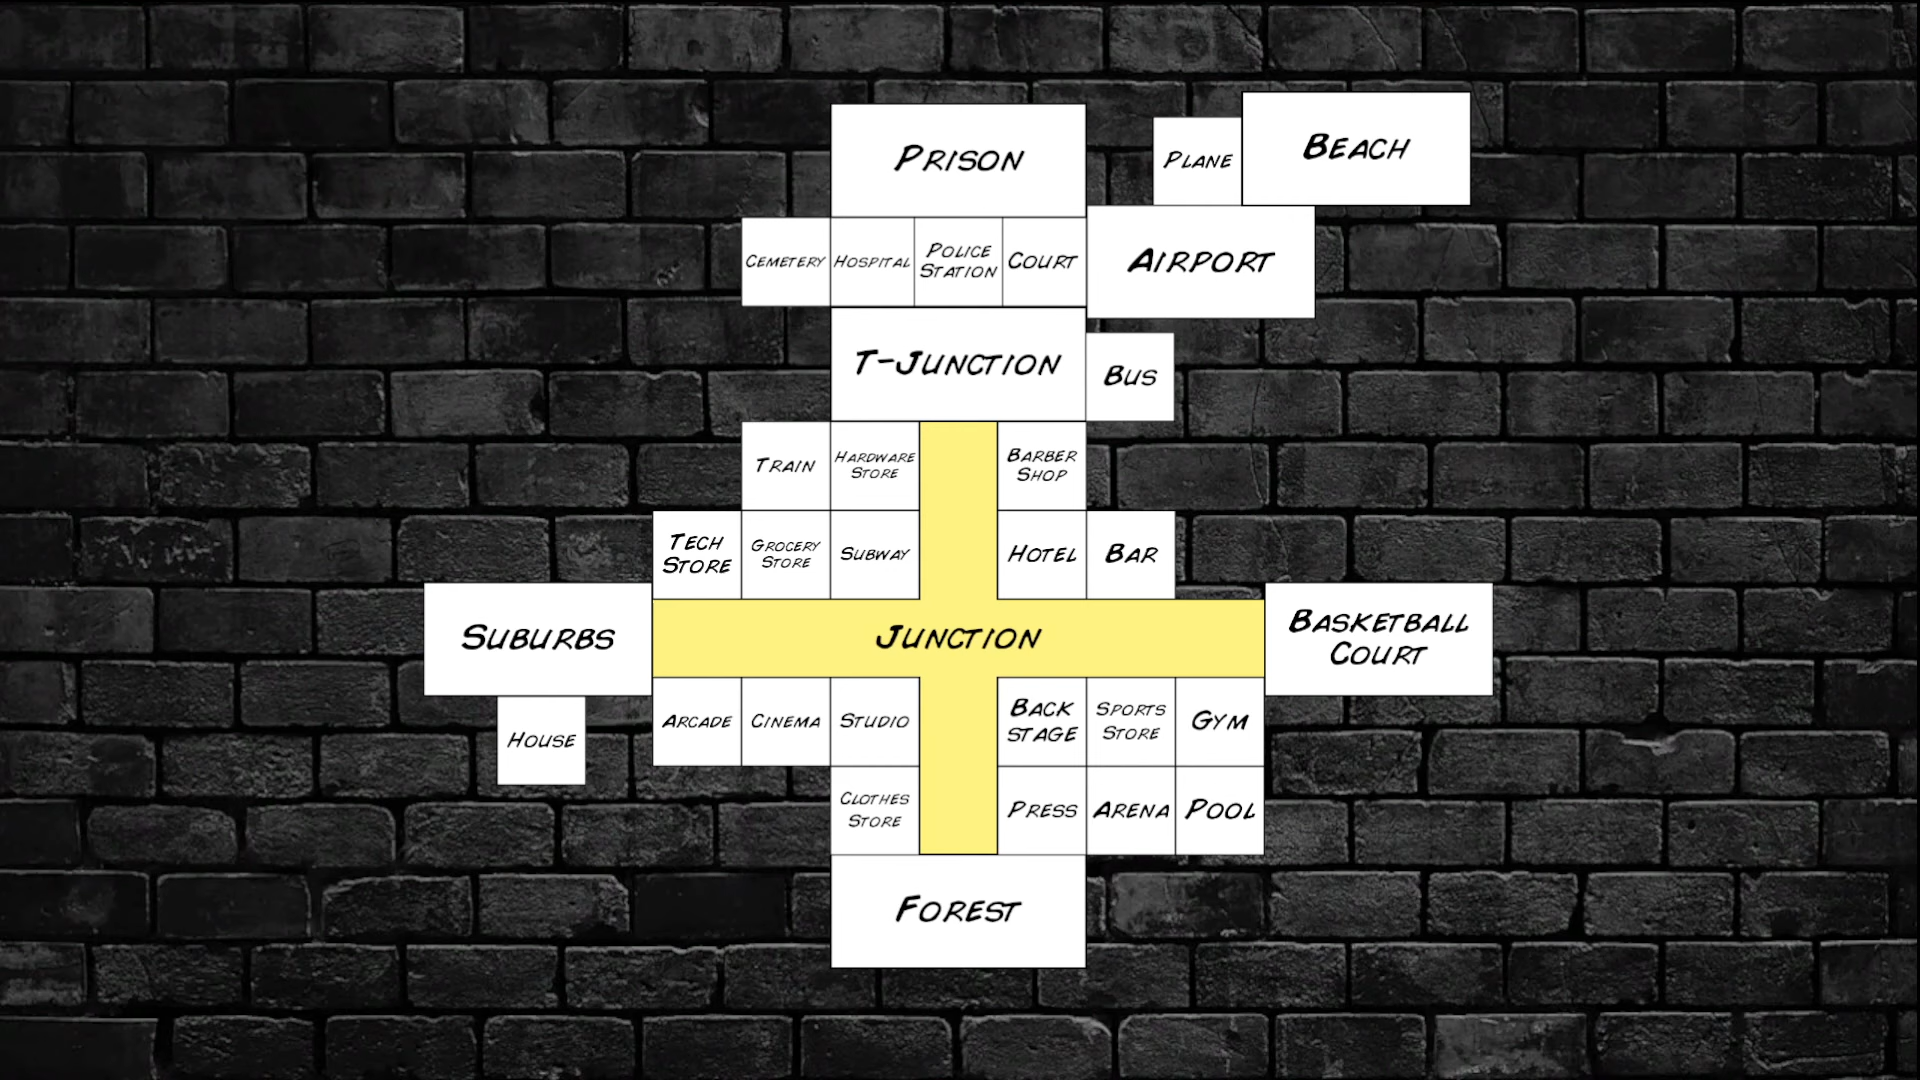 PRISON
PLANE
BEACH
CEMETERY
HOSPITAL
POLICE
STATION
COURT
AIRPORT
T-JUNCTION
BUS
TRAIN
HARDWARE
STORE
BARBER
SHOP
TECH
STORE
GROCERY
STORE
SUBWAY
HOTEL
BAR
SUBURBS
JUNCTION
BASKETBALL
COURT
HOUSE
ARCADE
CINEMA
STUDIO
BACK
STAGE
SPORTS
STORE
GYM
CLOTHES
STORE
PRESS
ARENA
POOL
FOREST